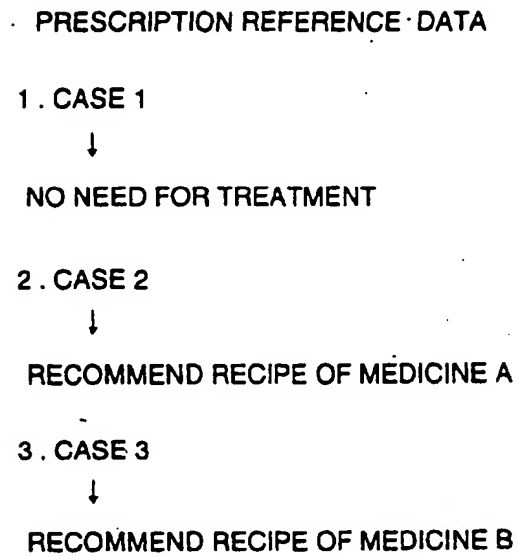 PRESCRIPTION REFERENCE DATA
1. CASE 1
↓
NO NEED FOR TREATMENT
2. CASE 2
↓
RECOMMEND RECIPE OF MEDICINE A
3. CASE 3
↓
RECOMMEND RECIPE OF MEDICINE B